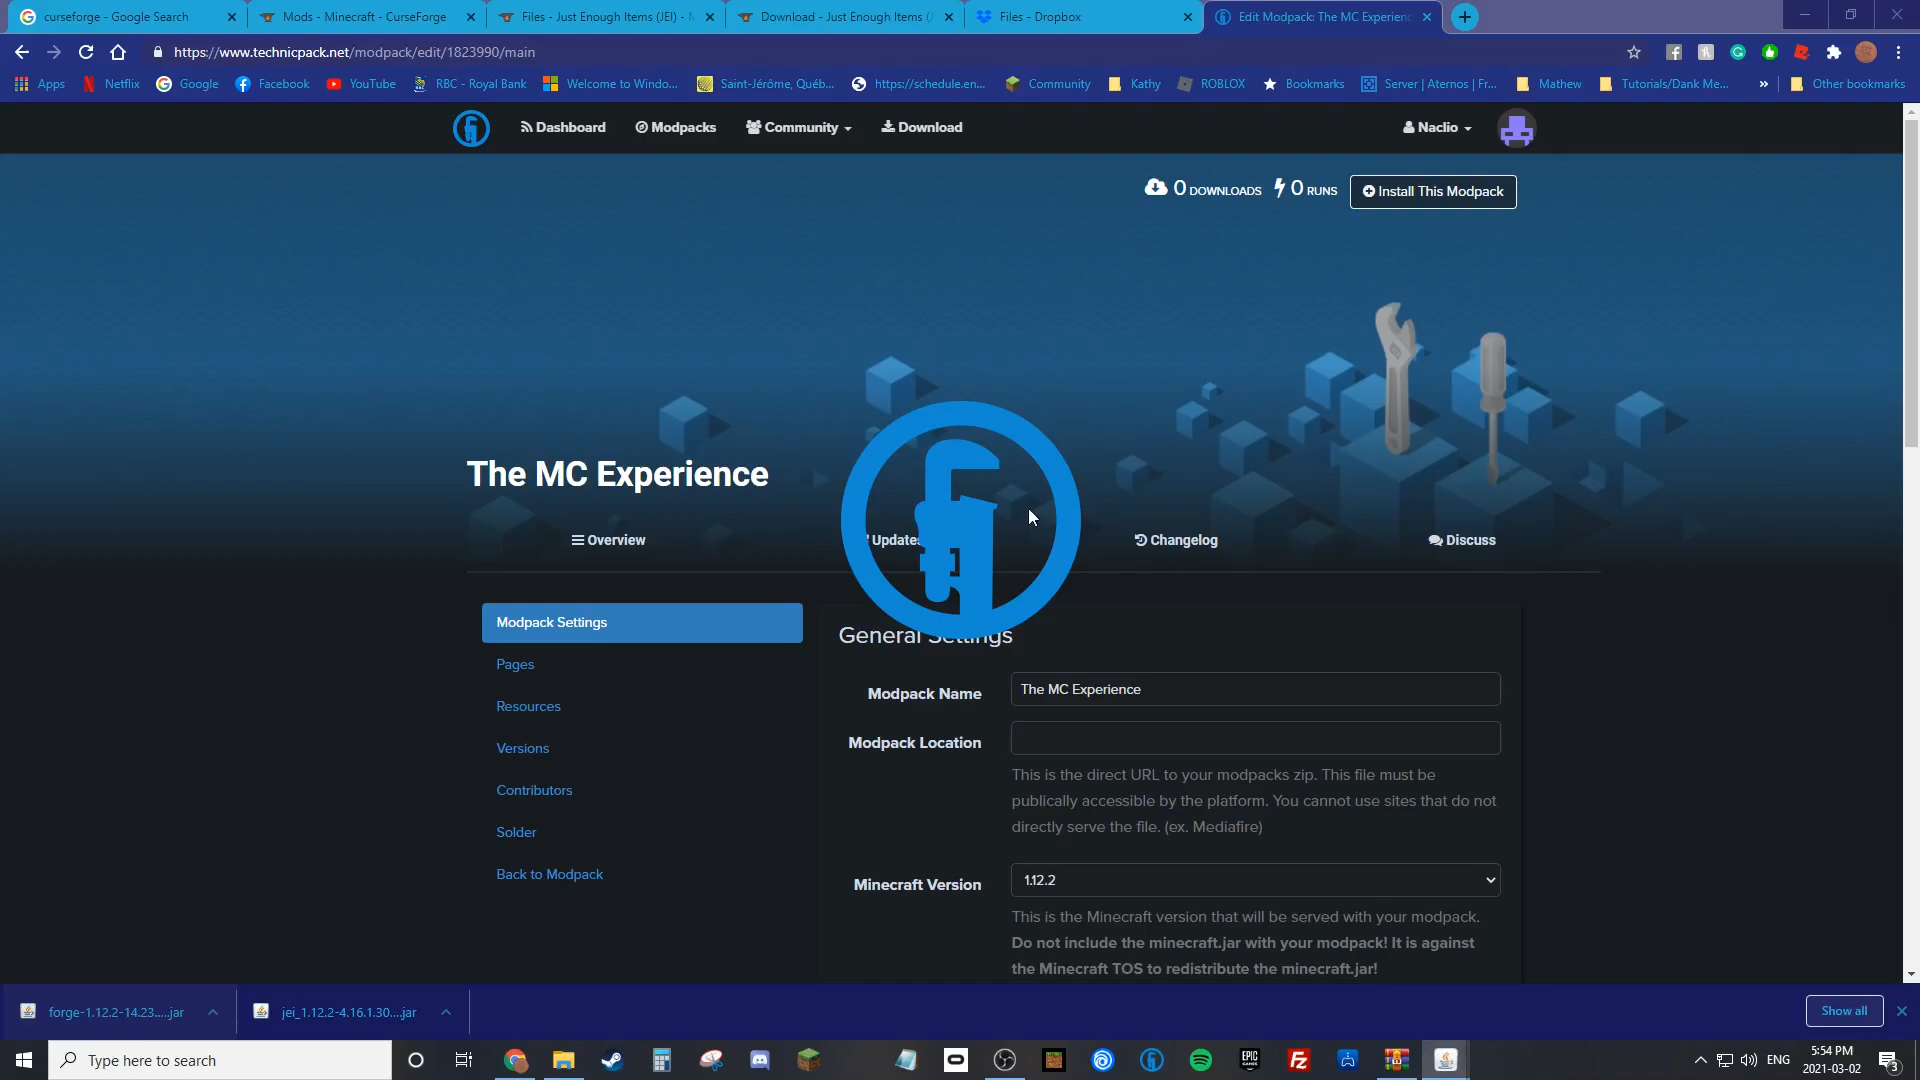 curseforge - Google Search
Mods - Minecraft - CurseForge
Files - Just Enough Items (JEI) -
Download - Just Enough Items (
Files - Dropbox
Edit Modpack: The MC Experienc
https://www.technicpack.net/modpack/edit/1823990/main
Apps
Netflix
Google
Facebook
YouTube
RBC - Royal Bank
Welcome to Windo...
Saint-Jérôme, Québ...
https://schedule.en...
Community
Kathy
ROBLOX
Bookmarks
Server | Aternos | Fr...
Mathew
Tutorials/Dank Me...
»
Other bookmarks
Dashboard
Modpacks
Community
Download
Naclio
0 DOWNLOADS
0 RUNS
Install This Modpack
The MC Experience
Overview
Updates
Changelog
Discuss
Modpack Settings
Pages
Resources
Versions
Contributors
Solder
Back to Modpack
General Settings
Modpack Name
The MC Experience
Modpack Location
This is the direct URL to your modpacks zip. This file must be
publically accessible by the platform. You cannot use sites that do not
directly serve the file. (ex. Mediafire)
Minecraft Version
1.12.2
This is the Minecraft version that will be served with your modpack.
Do not include the minecraft.jar with your modpack! It is against
the Minecraft TOS to redistribute the minecraft.jar!
forge-1.12.2-14.23.....jar
jei_1.12.2-4.16.1.30....jar
Show all
Type here to search
EPIC
GAMES
ENG
5:54 PM
2021-03-02
3